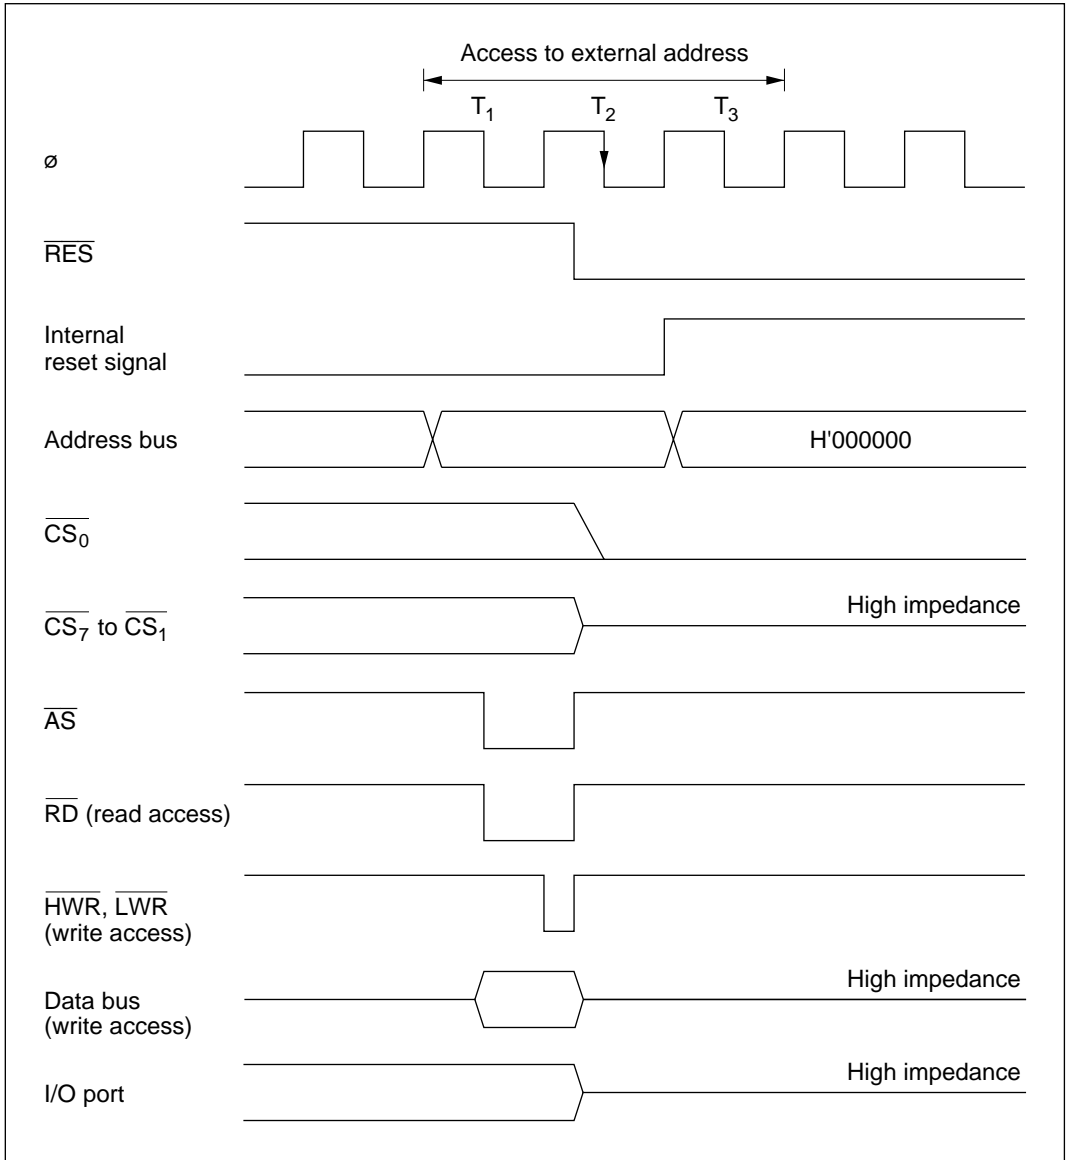 Access to external address
T1 T2 T3
ø
RES
Internal
reset signal
Address bus
H'000000
CS0
CS7 to CS1
High impedance
AS
RD (read access)
HWR, LWR
(write access)
Data bus
(write access)
High impedance
I/O port
High impedance